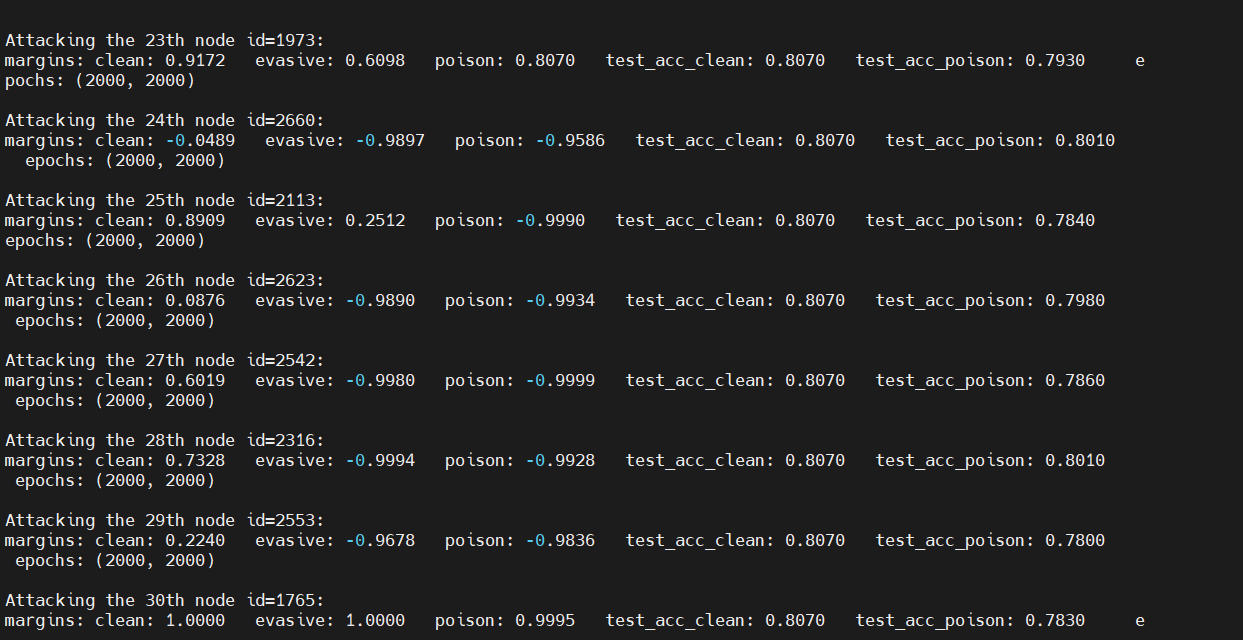 Attacking the 23th node id=1973:
margins: clean: 0.9172   evasive: 0.6098   poison: 0.8070   test_acc_clean: 0.8070   test_acc_poison: 0.7930     e
pochs: (2000, 2000)
Attacking the 24th node id=2660:
margins: clean: -0.0489   evasive: -0.9897   poison: -0.9586   test_acc_clean: 0.8070   test_acc_poison: 0.8010
  epochs: (2000, 2000)
Attacking the 25th node id=2113:
margins: clean: 0.8909   evasive: 0.2512   poison: -0.9990   test_acc_clean: 0.8070   test_acc_poison: 0.7840
epochs: (2000, 2000)
Attacking the 26th node id=2623:
margins: clean: 0.0876   evasive: -0.9890   poison: -0.9934   test_acc_clean: 0.8070   test_acc_poison: 0.7980
 epochs: (2000, 2000)
Attacking the 27th node id=2542:
margins: clean: 0.6019   evasive: -0.9980   poison: -0.9999   test_acc_clean: 0.8070   test_acc_poison: 0.7860
 epochs: (2000, 2000)
Attacking the 28th node id=2316:
margins: clean: 0.7328   evasive: -0.9994   poison: -0.9928   test_acc_clean: 0.8070   test_acc_poison: 0.8010
 epochs: (2000, 2000)
Attacking the 29th node id=2553:
margins: clean: 0.2240   evasive: -0.9678   poison: -0.9836   test_acc_clean: 0.8070   test_acc_poison: 0.7800
 epochs: (2000, 2000)
Attacking the 30th node id=1765:
margins: clean: 1.0000   evasive: 1.0000   poison: 0.9995   test_acc_clean: 0.8070   test_acc_poison: 0.7830     e